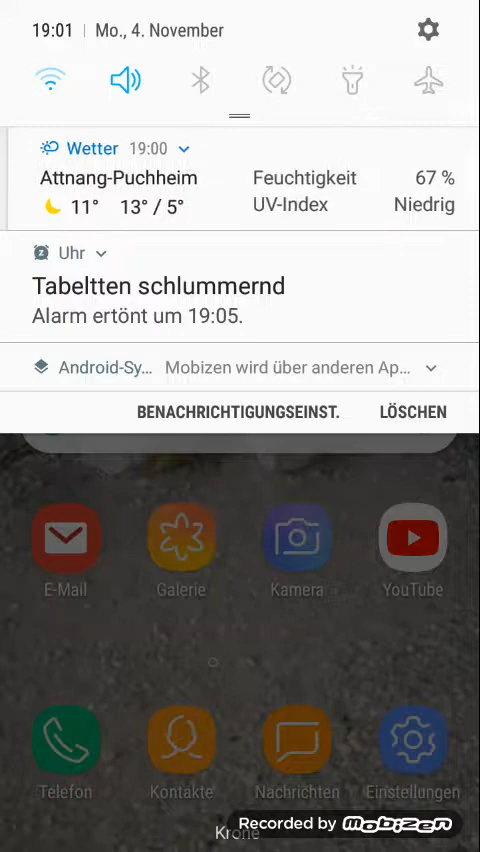 19:01 | Mo., 4. November
Wetter 19:00
Attnang-Puchheim Feuchtigkeit 67 %
11° 13° / 5° UV-Index Niedrig
Uhr
Tabeltten schlummernd
Alarm ertönt um 19:05.
Android-Sy... Mobizen wird über anderen Ap...
BENACHRICHTIGUNGSEINST. LÖSCHEN
E-Mail Galerie Kamera YouTube
Telefon Kontakte Nachrichten Einstellungen
Krone
Recorded by mobizen